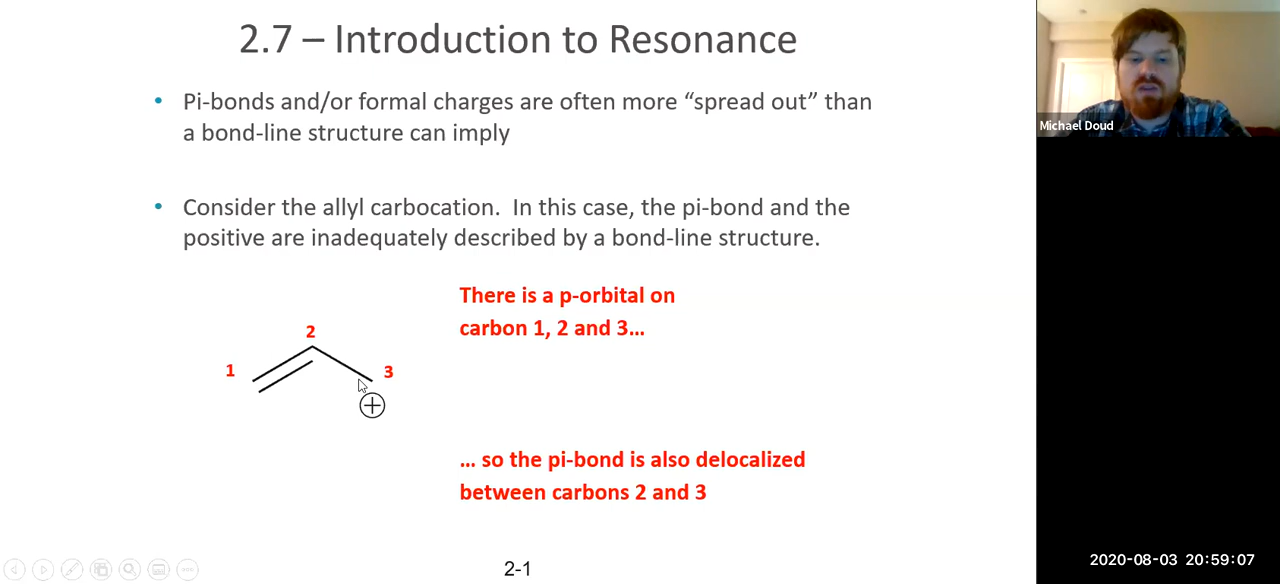 2.7 – Introduction to Resonance
• Pi-bonds and/or formal charges are often more “spread out” than
a bond-line structure can imply
• Consider the allyl carbocation.  In this case, the pi-bond and the
positive are inadequately described by a bond-line structure.
There is a p-orbital on
carbon 1, 2 and 3...
2
1
3
+
... so the pi-bond is also delocalized
between carbons 2 and 3
2-1
Michael Doud
2020-08-03 20:59:07